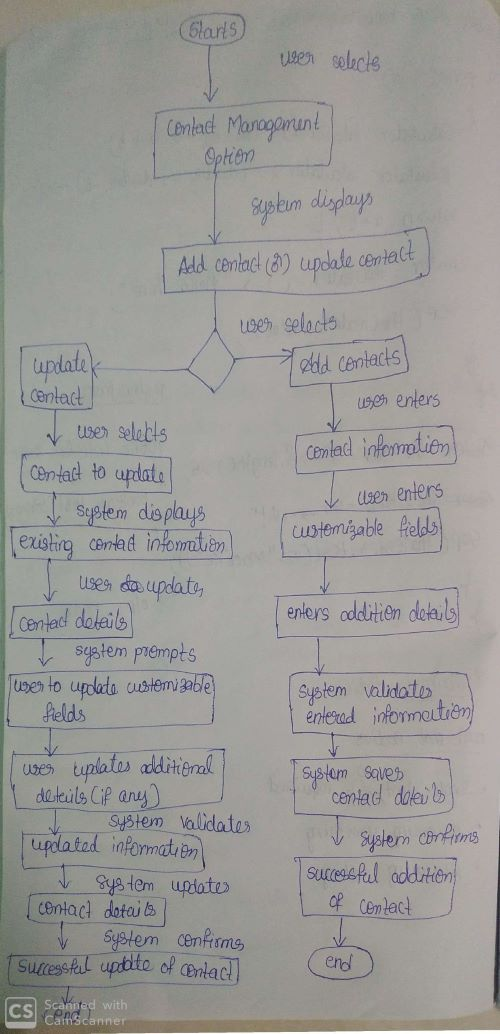 Starts
user selects
Contact Management
Option
system displays
Add contact (or) update contact
user selects
update
contact
user selects
contact to update
system displays
existing contact information
user updates
contact details
system prompts
user to update customizable
fields
user updates additional
details (if any)
system validates
updated information
system updates
contact details
system confirms
successful update of contact
end
Add contacts
user enters
contact information
user enters
customizable fields
enters addition details
system validates
entered information
system saves
contact details
system confirms
successful addition
of contact
end
CS Scanned with
CamScanner